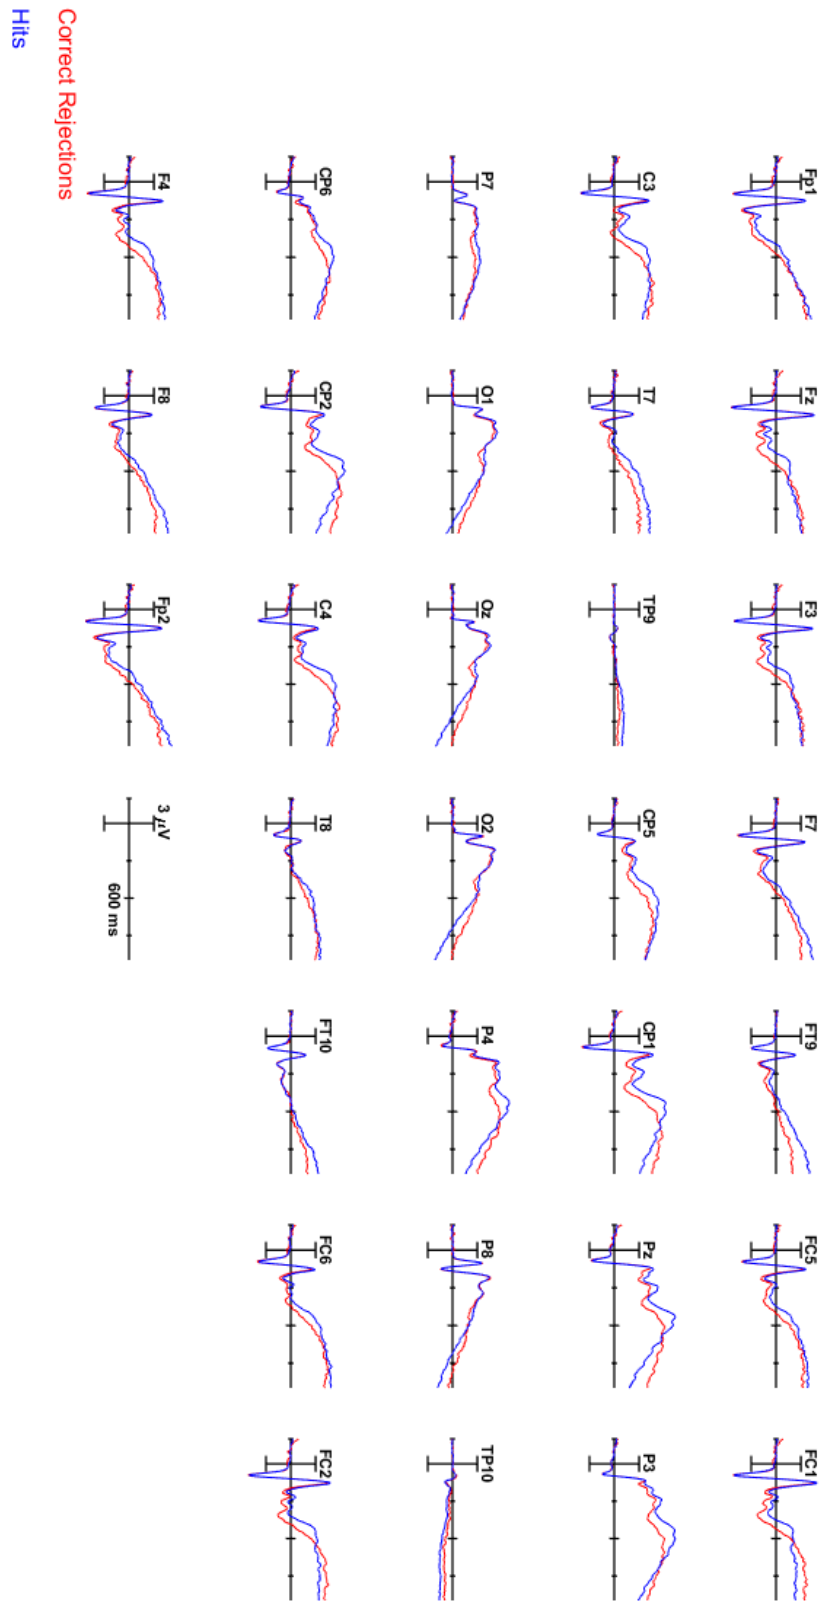 Fp1 Fz F3 F7 FT9 FC5 FC1
C3 T7 TP9 CP5 CP1 Pz P3
P7 O1 Oz O2 P4 P8 TP10
CP6 CP2 C4 T8 FT10 FC6 FC2
F4 F8 Fp2 3 μV
600 ms
Correct Rejections
Hits